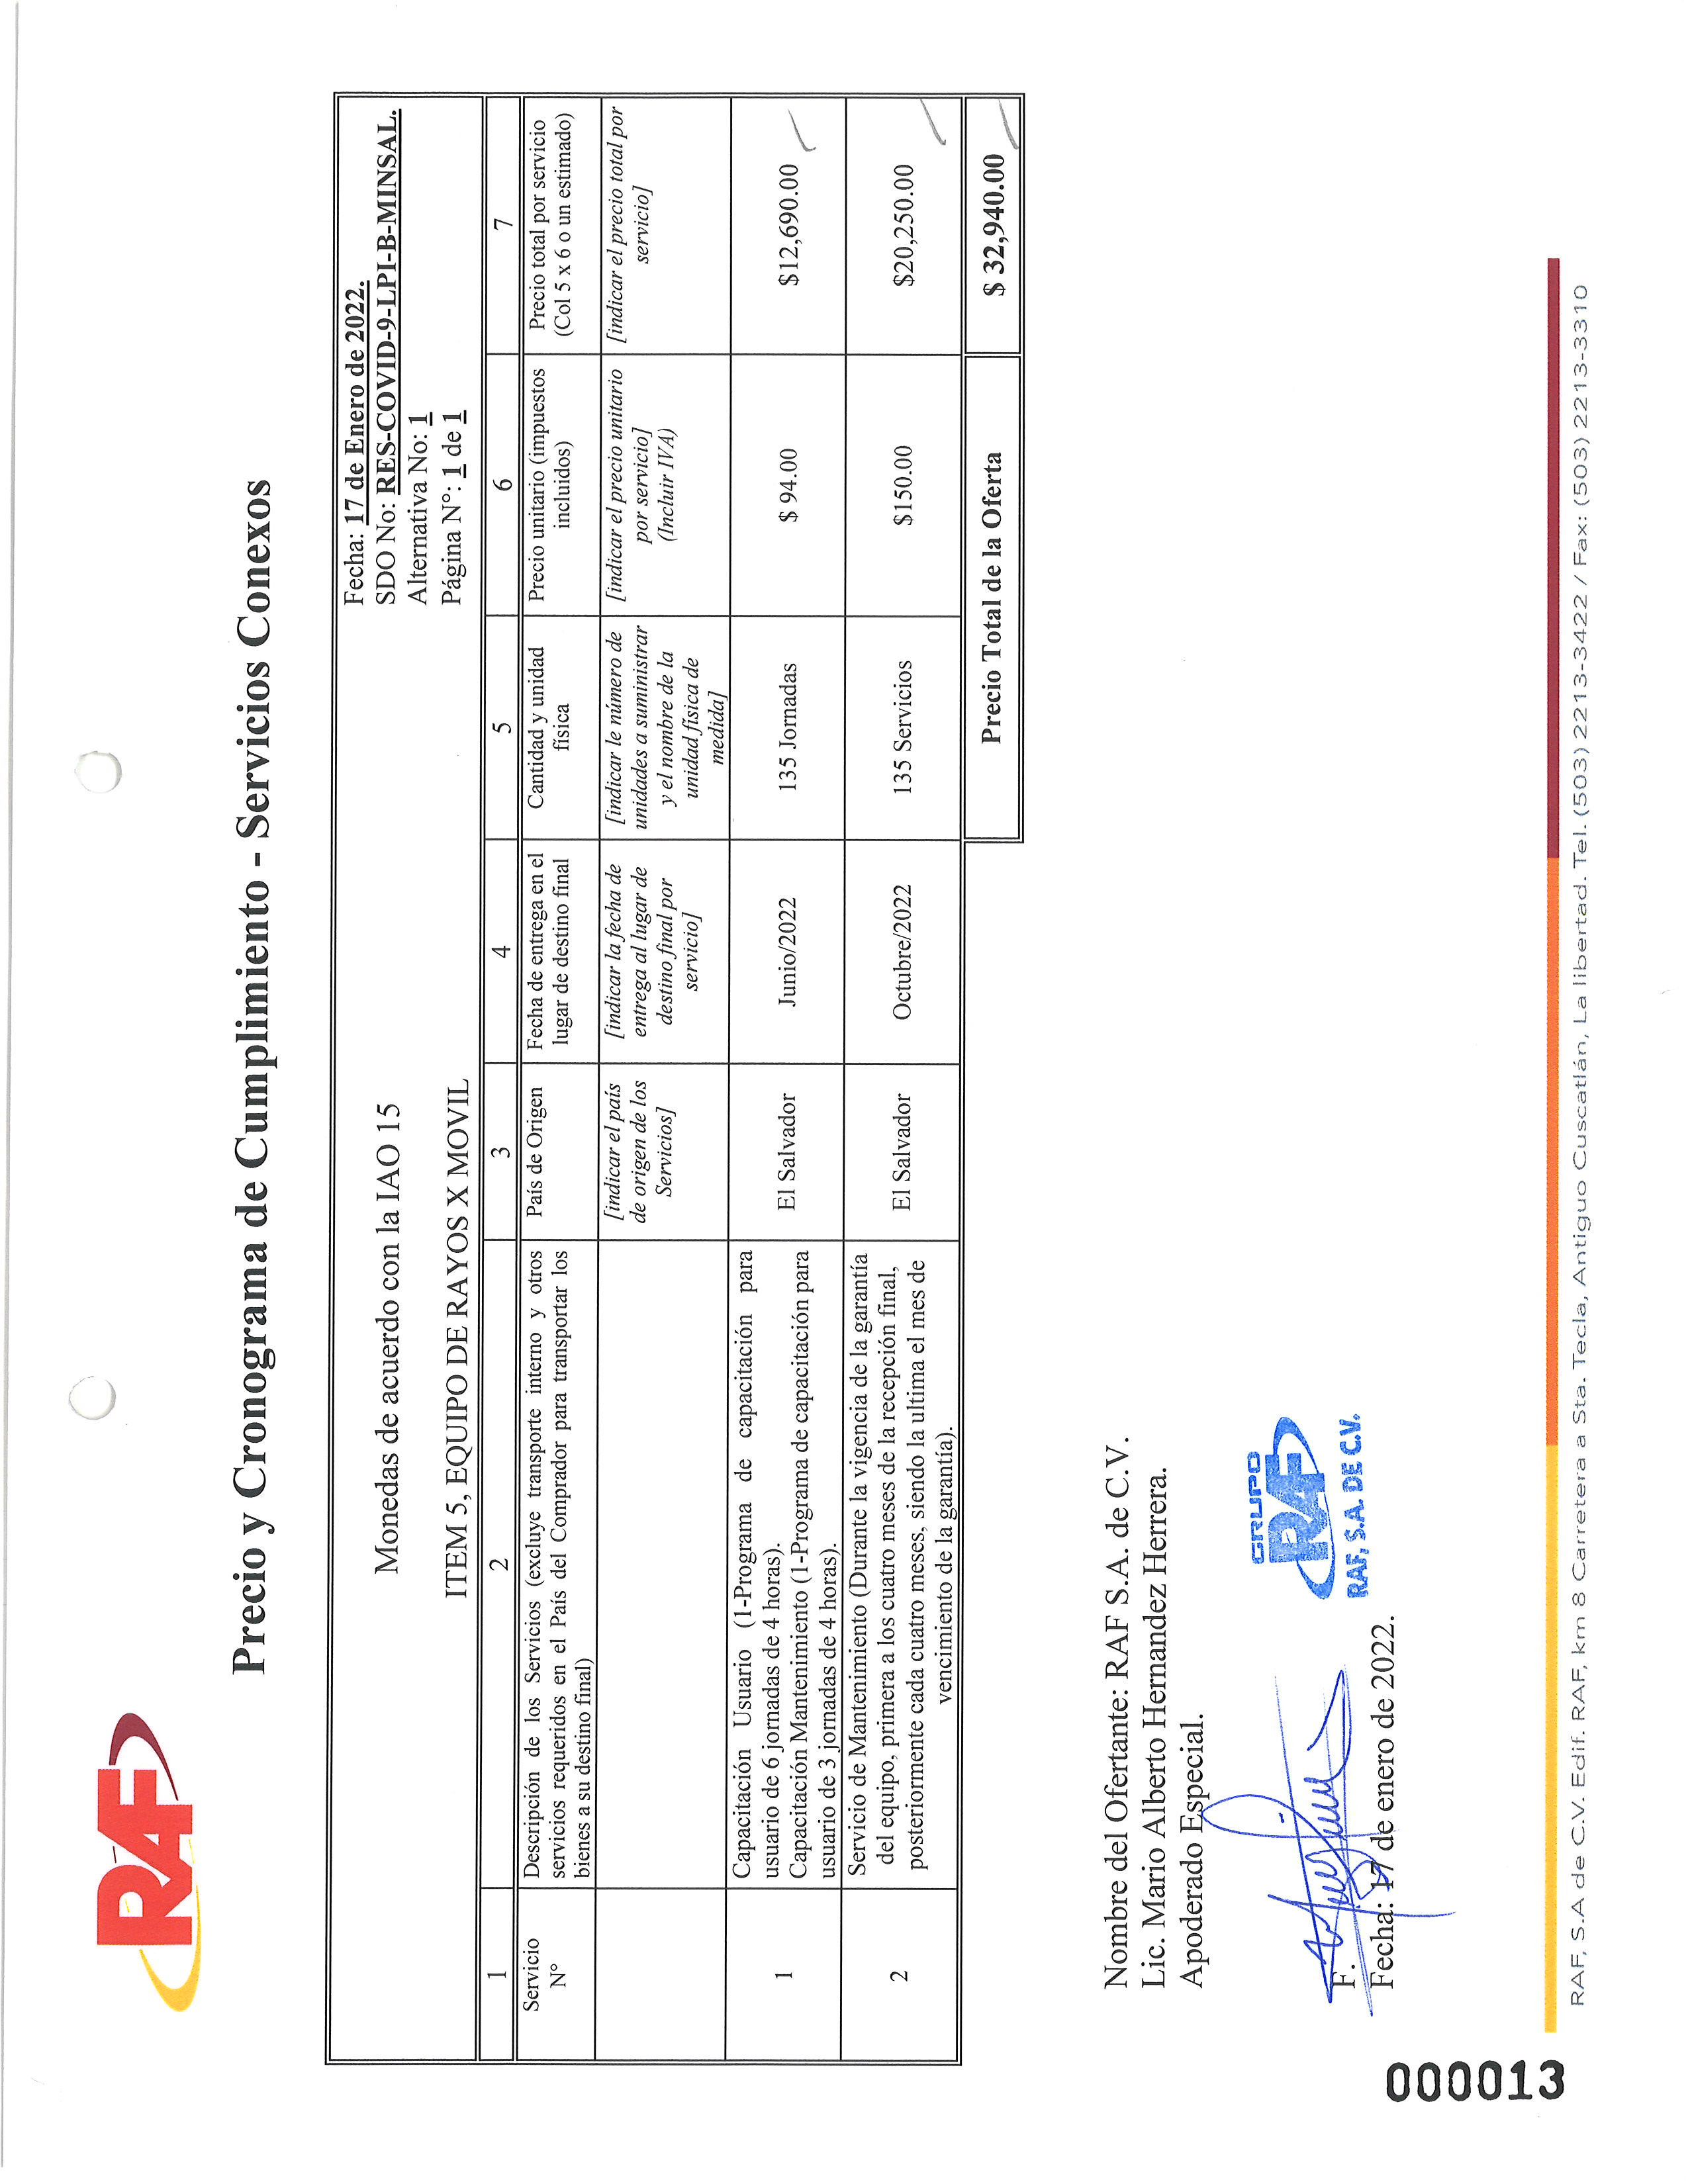 RAF
Precio y Cronograma de Cumplimiento - Servicios Conexos
Monedas de acuerdo con la IAO 15
ITEM 5, EQUIPO DE RAYOS X MOVIL
Fecha: 17 de Enero de 2022.
SDO No: RES-COVID-9-LPI-B-MINSAL.
Alternativa No: 1
Página N°: 1 de 1
1 2 3 4 5 6 7
Servicio
N°
Descripción de los Servicios (excluye transporte interno y otros
servicios requeridos en el País del Comprador para transportar los
bienes a su destino final)
País de Origen
Fecha de entrega en el
lugar de destino final
Cantidad y unidad
física
Precio unitario (impuestos
incluidos)
Precio total por servicio
(Col 5 x 6 o un estimado)
[indicar el país
de origen de los
Servicios]
[indicar la fecha de
entrega al lugar de
destino final por
servicio]
[indicar le número de
unidades a suministrar
y el nombre de la
unidad física de
medida]
[indicar el precio unitario
por servicio]
(Incluir IVA)
[indicar el precio total por
servicio]
1
Capacitación Usuario (1-Programa de capacitación para
usuario de 6 jornadas de 4 horas).
Capacitación Mantenimiento (1-Programa de capacitación para
usuario de 3 jornadas de 4 horas).
El Salvador
Junio/2022
135 Jornadas
$ 94.00
$12,690.00
2
Servicio de Mantenimiento (Durante la vigencia de la garantía
del equipo, primera a los cuatro meses de la recepción final,
posteriormente cada cuatro meses, siendo la ultima el mes de
vencimiento de la garantía).
El Salvador
Octubre/2022
135 Servicios
$150.00
$20,250.00
Precio Total de la Oferta
$ 32,940.00
Nombre del Ofertante: RAF S.A. de C.V.
Lic. Mario Alberto Hernandez Herrera.
Apoderado Especial.
F.
Fecha: 17 de enero de 2022.
GRUPO
RAF
RAF, S.A. DE C.V.
RAF, S.A de C.V. Edif. RAF, km 8 Carretera a Sta. Tecla, Antiguo Cuscatlán, La libertad. Tel. (503) 2213-3422 / Fax: (503) 2213-3310
000013